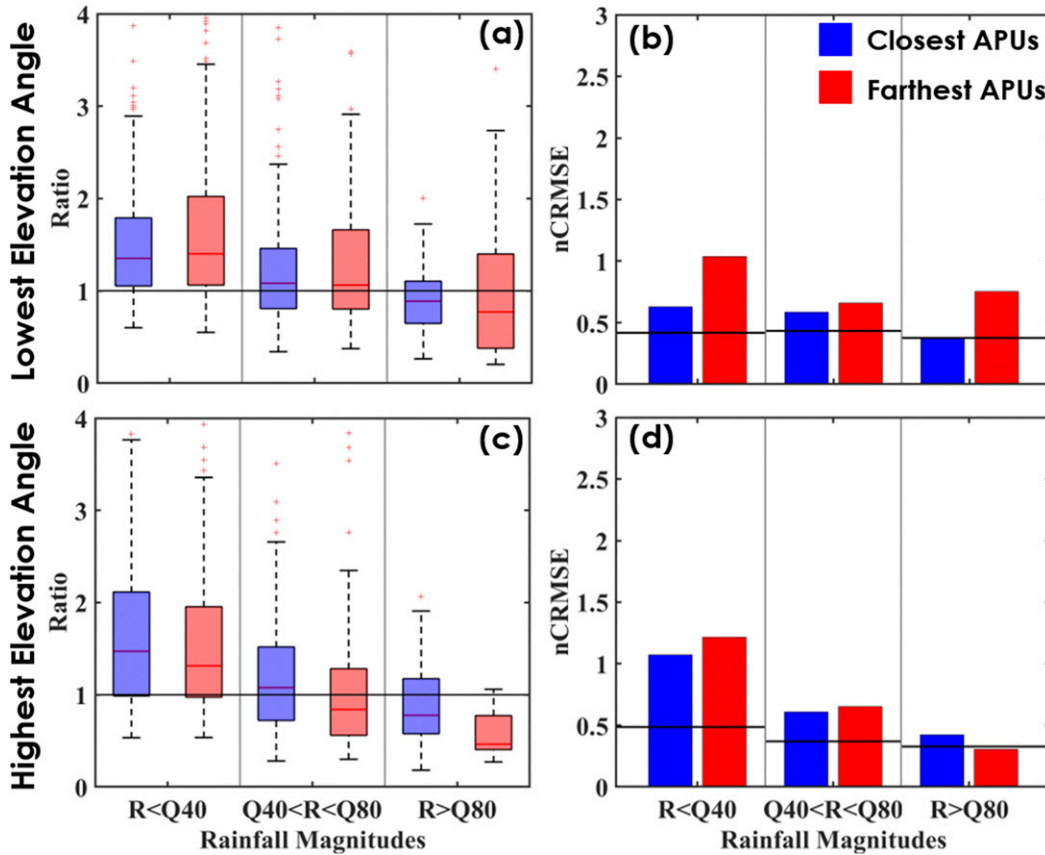 Lowest Elevation Angle
Ratio
4
3
2
1
0
(a)
nCRMSE
3
2.5
2
1.5
1
0.5
0
(b)
Closest APUs
Farthest APUs
Highest Elevation Angle
Ratio
4
3
2
1
0
(c)
R<Q40 Q40<R<Q80 R>Q80
Rainfall Magnitudes
nCRMSE
3
2.5
2
1.5
1
0.5
0
(d)
R<Q40 Q40<R<Q80 R>Q80
Rainfall Magnitudes